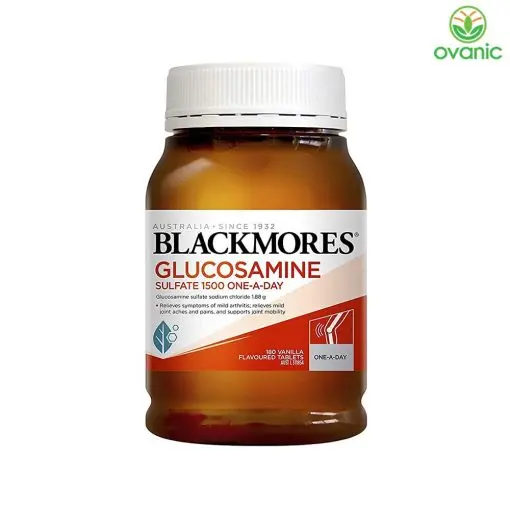 ovanic
AUSTRALIA • SINCE 1932
BLACKMORES®
GLUCOSAMINE
SULFATE 1500 ONE-A-DAY
Glucosamine sulfate sodium chloride 1.88 g
• Relieves symptoms of mild arthritis; relieves mild
joint aches and pains, and supports joint mobility
180 VANILLA
FLAVOURED TABLETS
ONE-A-DAY